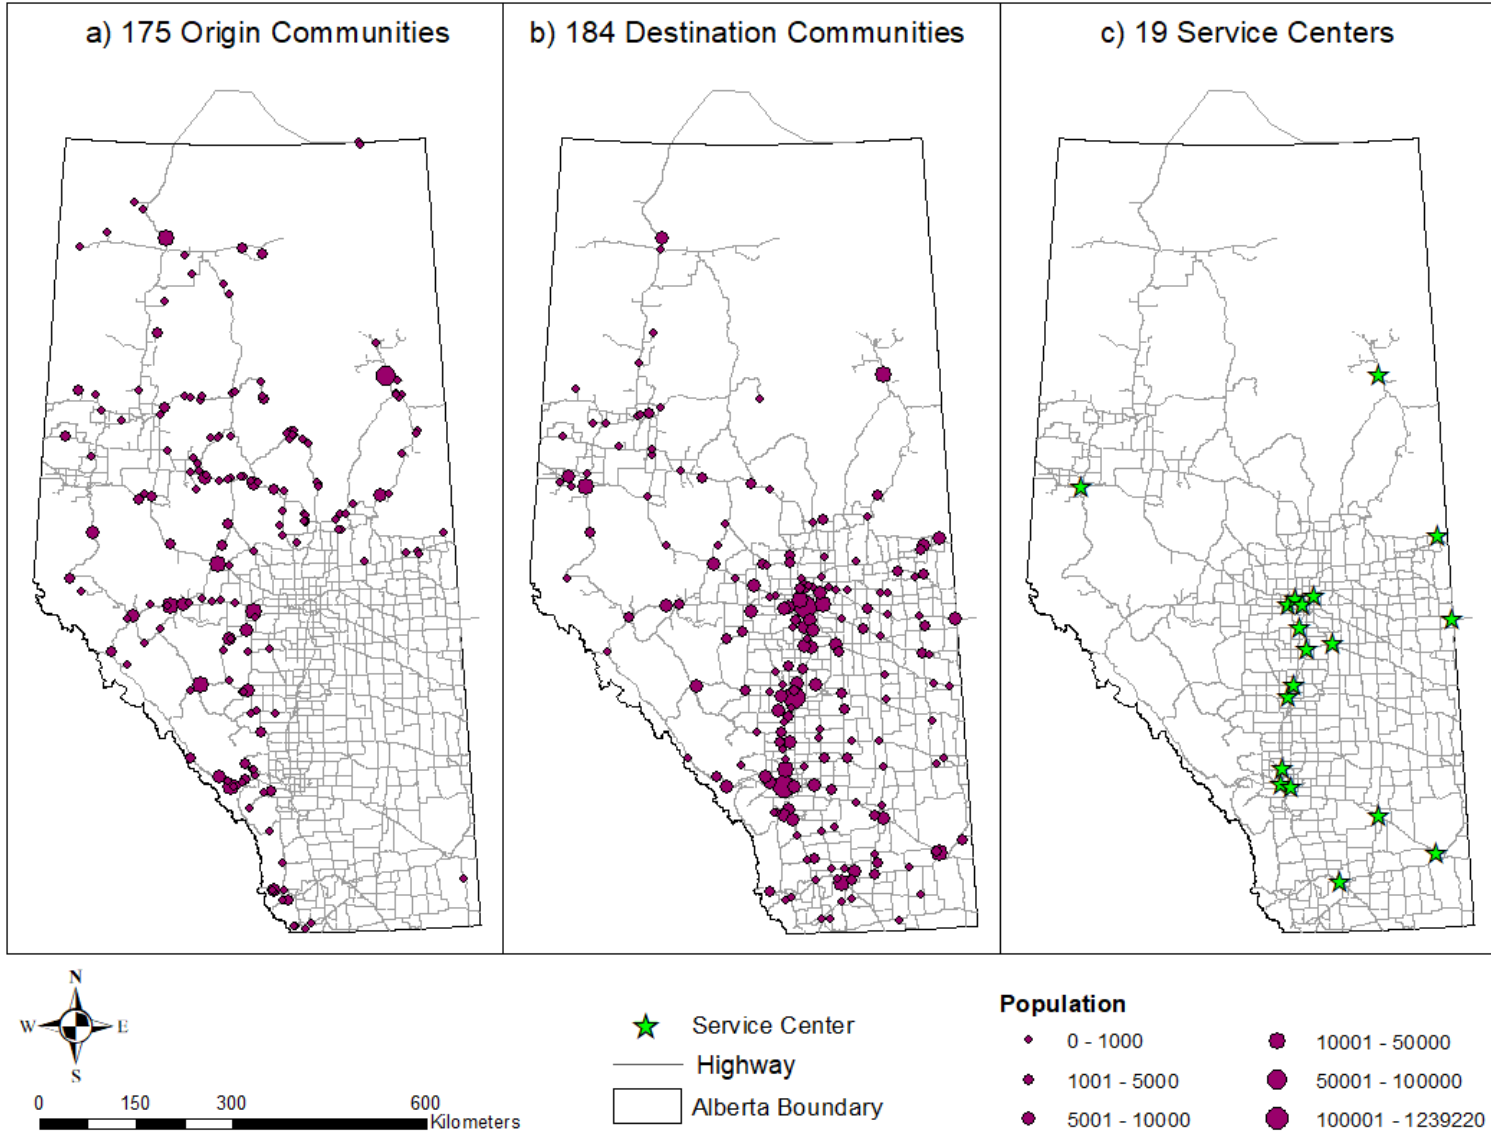 a) 175 Origin Communities
b) 184 Destination Communities
c) 19 Service Centers
N
W
E
S
0 150 300 600
Kilometers
Service Center
Highway
Alberta Boundary
Population
0 - 1000
1001 - 5000
5001 - 10000
10001 - 50000
50001 - 100000
100001 - 1239220